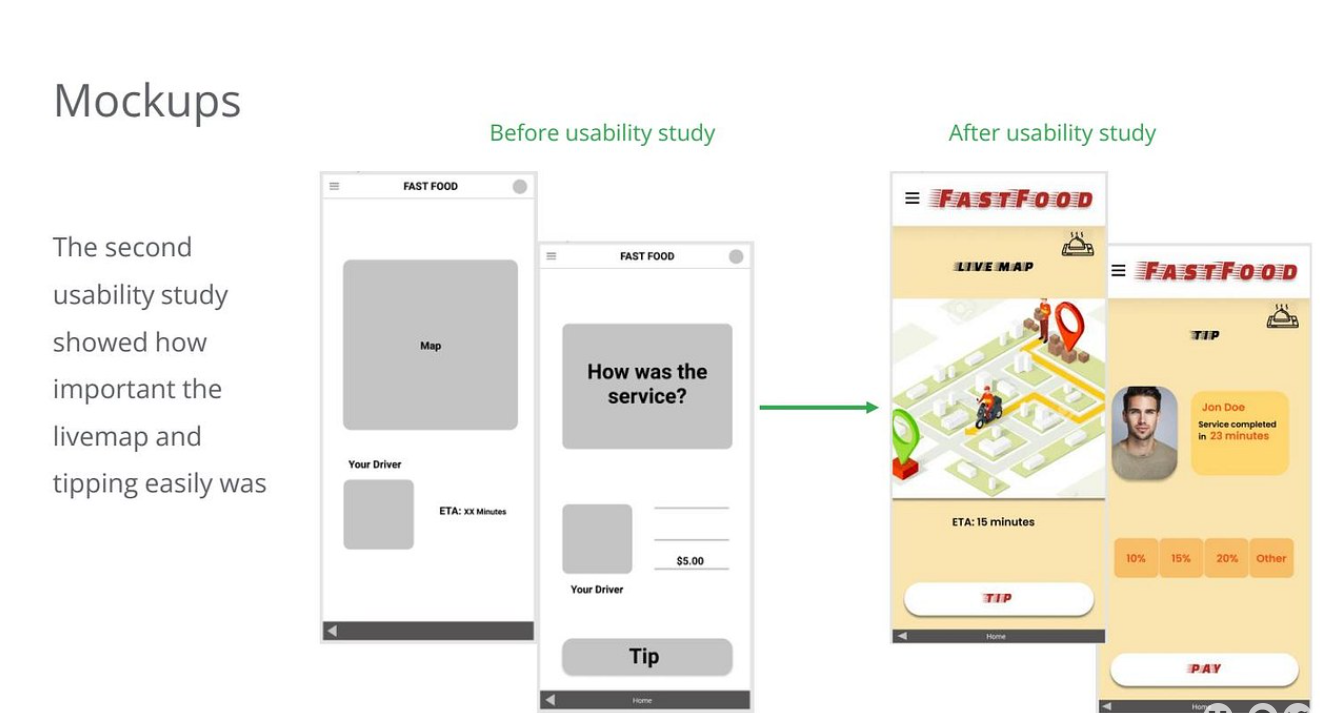 Mockups
The second
usability study
showed how
important the
livemap and
tipping easily was
Before usability study
FAST FOOD
Map
Your Driver
ETA: XX Minutes
FAST FOOD
How was the
service?
$5.00
Your Driver
Tip
Home
After usability study
FASTFOOD
LIVE MAP
ETA: 15 minutes
TIP
Home
FASTFOOD
TIP
Jon Doe
Service completed
in 23 minutes
10% 15% 20% Other
PAY